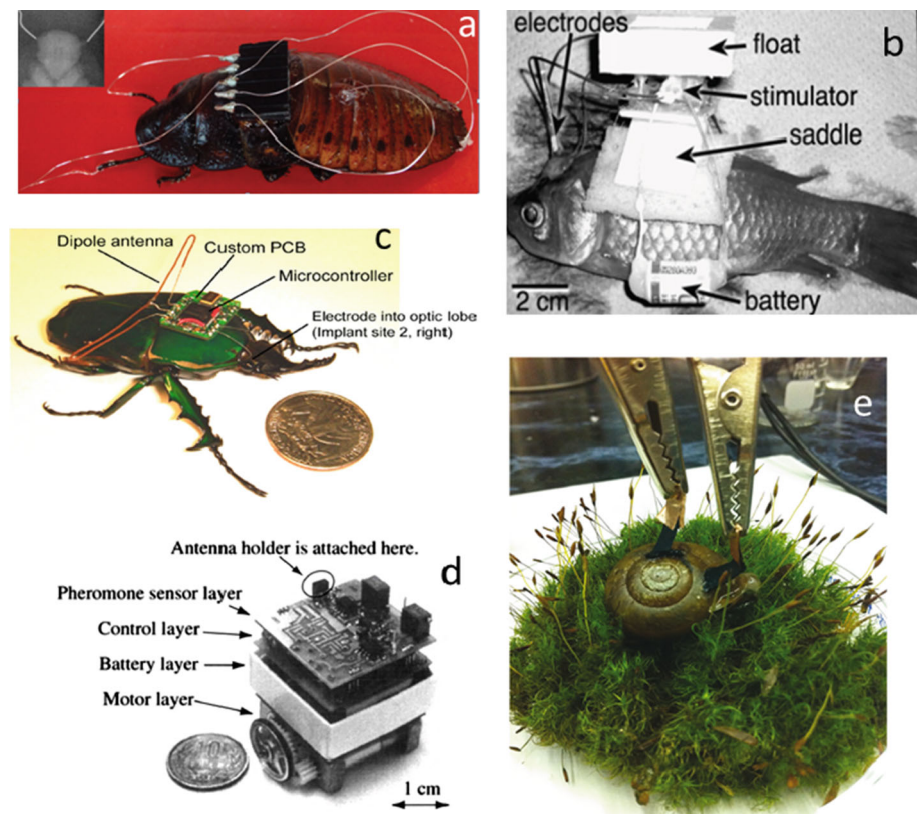 a
electrodes
b
float
stimulator
saddle
battery
2 cm
c
Dipole antenna
Custom PCB
Microcontroller
Electrode into optic lobe
(Implant site 2, right)
d
Antenna holder is attached here.
Pheromone sensor layer
Control layer
Battery layer
Motor layer
1 cm
e